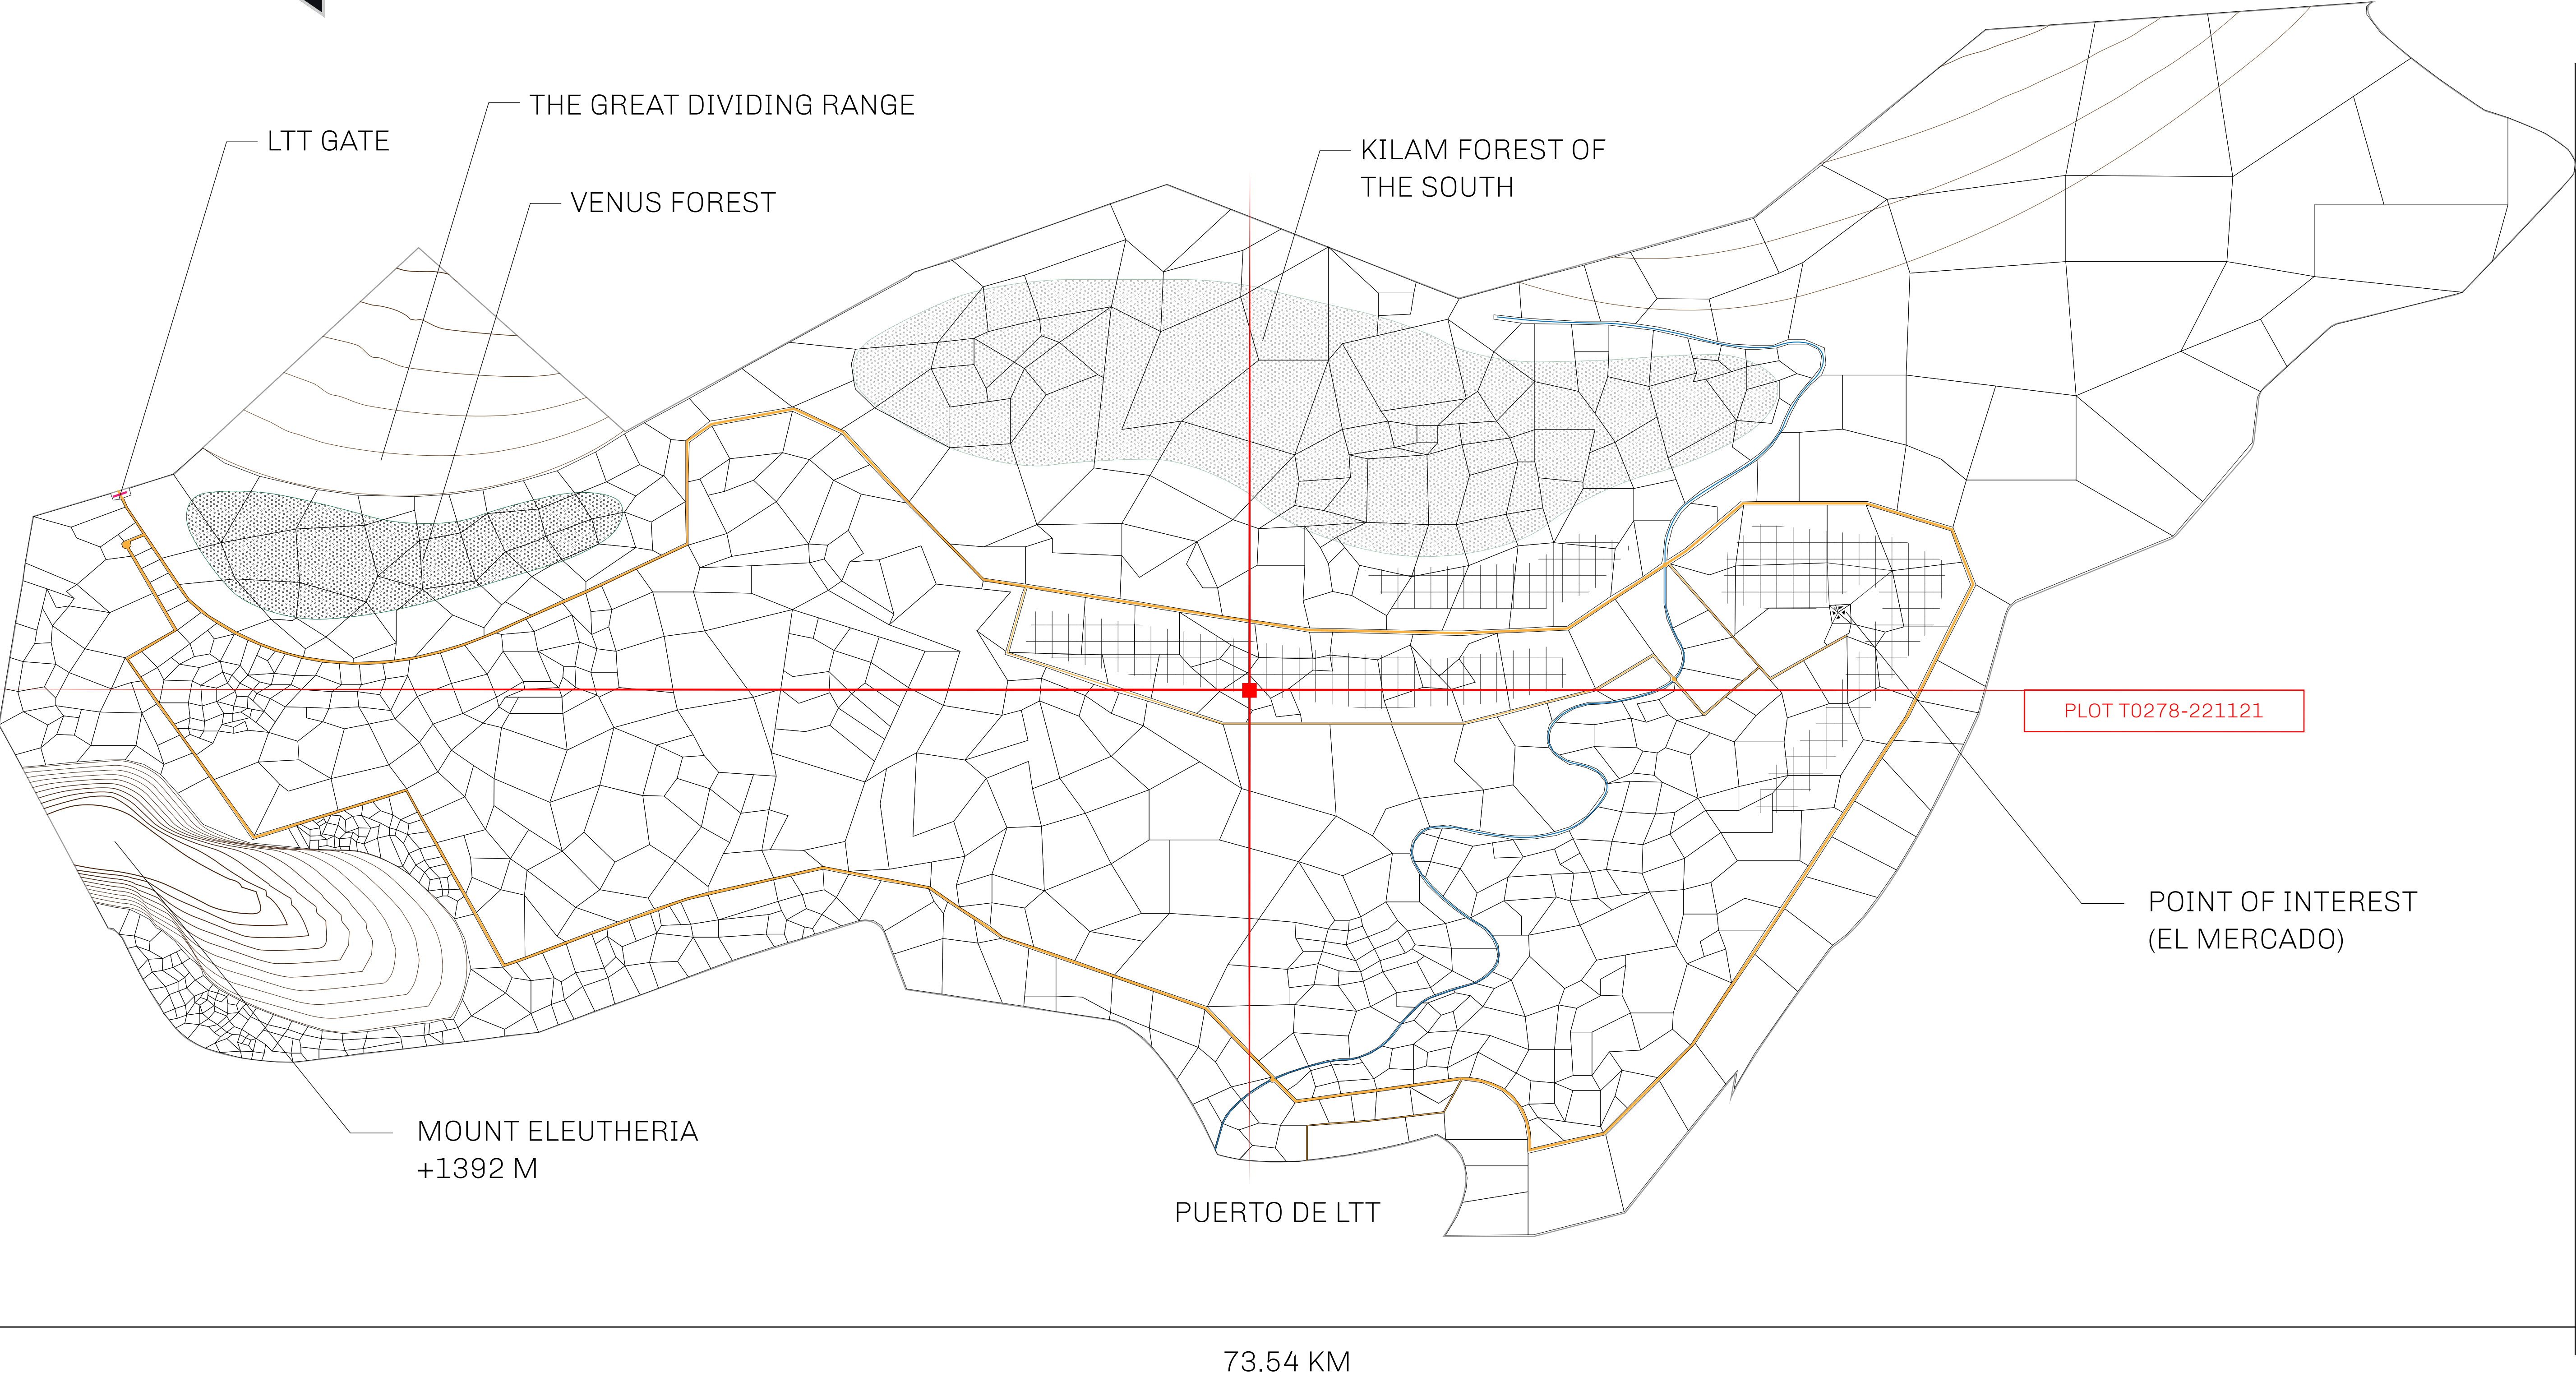 THE GREAT DIVIDING RANGE
LTT GATE
VENUS FOREST
KILAM FOREST OF
THE SOUTH
PLOT T0278-221121
POINT OF INTEREST
(EL MERCADO)
MOUNT ELEUTHERIA
+1392 M
PUERTO DE LTT
73.54 KM